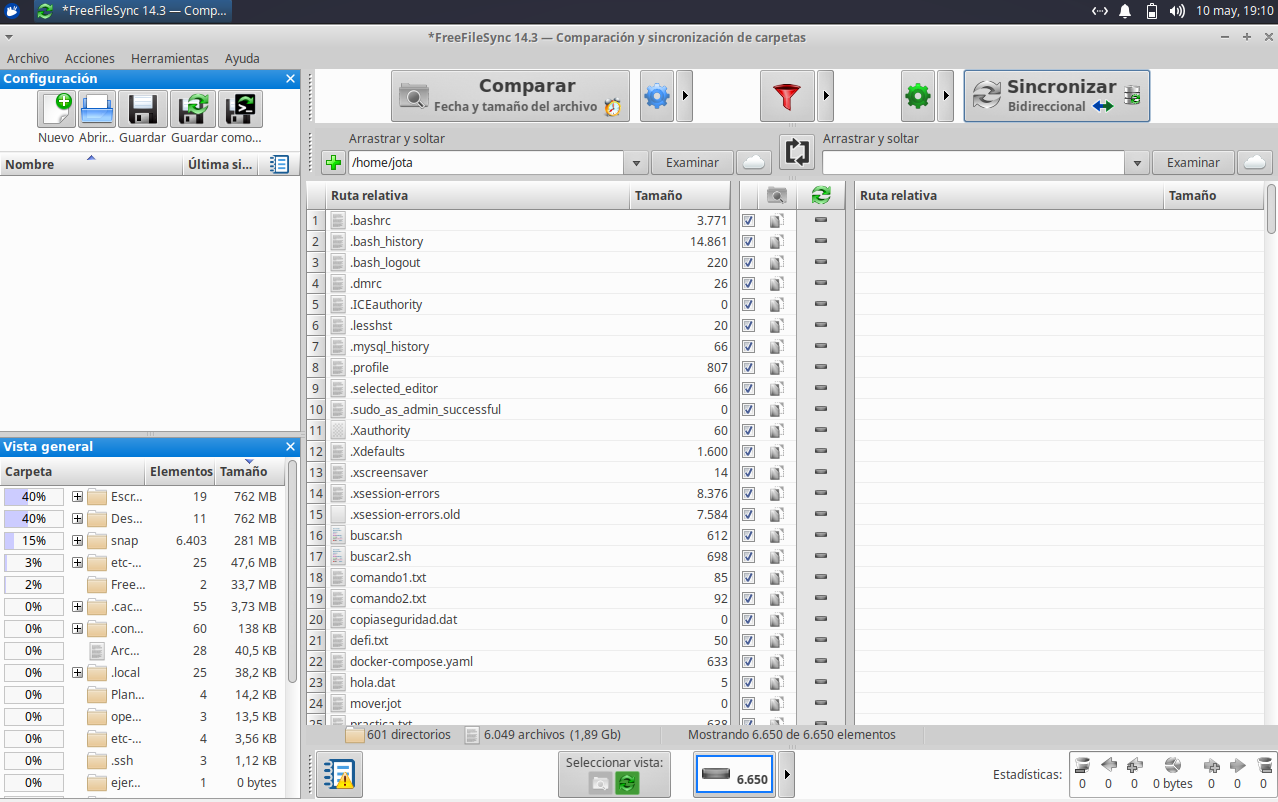 *FreeFileSync 14.3 — Comp...
10 may, 19:10
*FreeFileSync 14.3 — Comparación y sincronización de carpetas
Archivo Acciones Herramientas Ayuda
Configuración
Nuevo Abrir... Guardar Guardar como...
Nombre Última si...
Comparar
Fecha y tamaño del archivo
Sincronizar
Bidireccional
Arrastrar y soltar
/home/jota Examinar
Arrastrar y soltar
Examinar
Ruta relativa Tamaño
Ruta relativa Tamaño
1 .bashrc 3.771
2 .bash_history 14.861
3 .bash_logout 220
4 .dmrc 26
5 .ICEauthority 0
6 .lesshst 20
7 .mysql_history 66
8 .profile 807
9 .selected_editor 66
10 .sudo_as_admin_successful 0
11 .Xauthority 60
12 .Xdefaults 1.600
13 .xscreensaver 14
14 .xsession-errors 8.376
15 .xsession-errors.old 7.584
16 buscar.sh 612
17 buscar2.sh 698
18 comando1.txt 85
19 comando2.txt 92
20 copiaseguridad.dat 0
21 defi.txt 50
22 docker-compose.yaml 633
23 hola.dat 5
24 mover.jot 0
25 practica.txt 638
Vista general
Carpeta Elementos Tamaño
40% Escr... 19 762 MB
40% Des... 11 762 MB
15% snap 6.403 281 MB
3% etc-... 25 47,6 MB
2% Free... 2 33,7 MB
0% .cac... 55 3,73 MB
0% .con... 60 138 KB
0% Arc... 28 40,5 KB
0% .local 25 38,2 KB
0% Plan... 4 14,2 KB
0% ope... 3 13,5 KB
0% etc-... 4 3,56 KB
0% .ssh 3 1,12 KB
0% ejer... 1 0 bytes
601 directorios 6.049 archivos (1,89 Gb) Mostrando 6.650 de 6.650 elementos
Seleccionar vista:
6.650
Estadísticas:
0 0 0 0 bytes 0 0 0